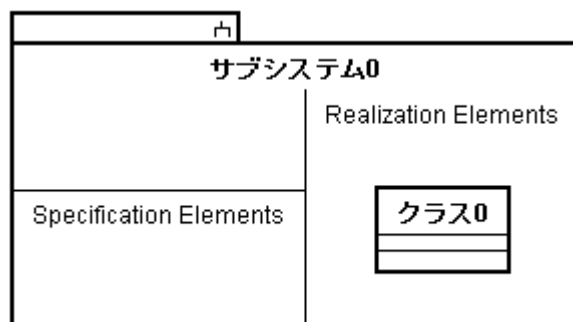 サブシステム0
Realization Elements
Specification Elements
クラス0